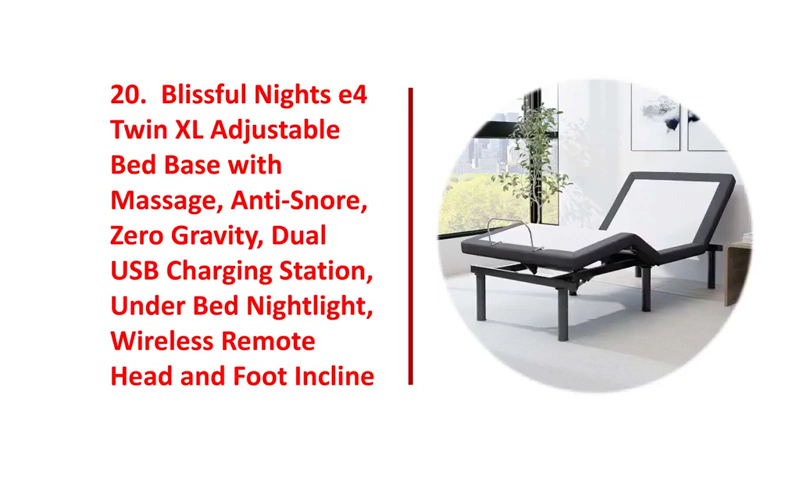 20.  Blissful Nights e4
Twin XL Adjustable
Bed Base with
Massage, Anti-Snore,
Zero Gravity, Dual
USB Charging Station,
Under Bed Nightlight,
Wireless Remote
Head and Foot Incline